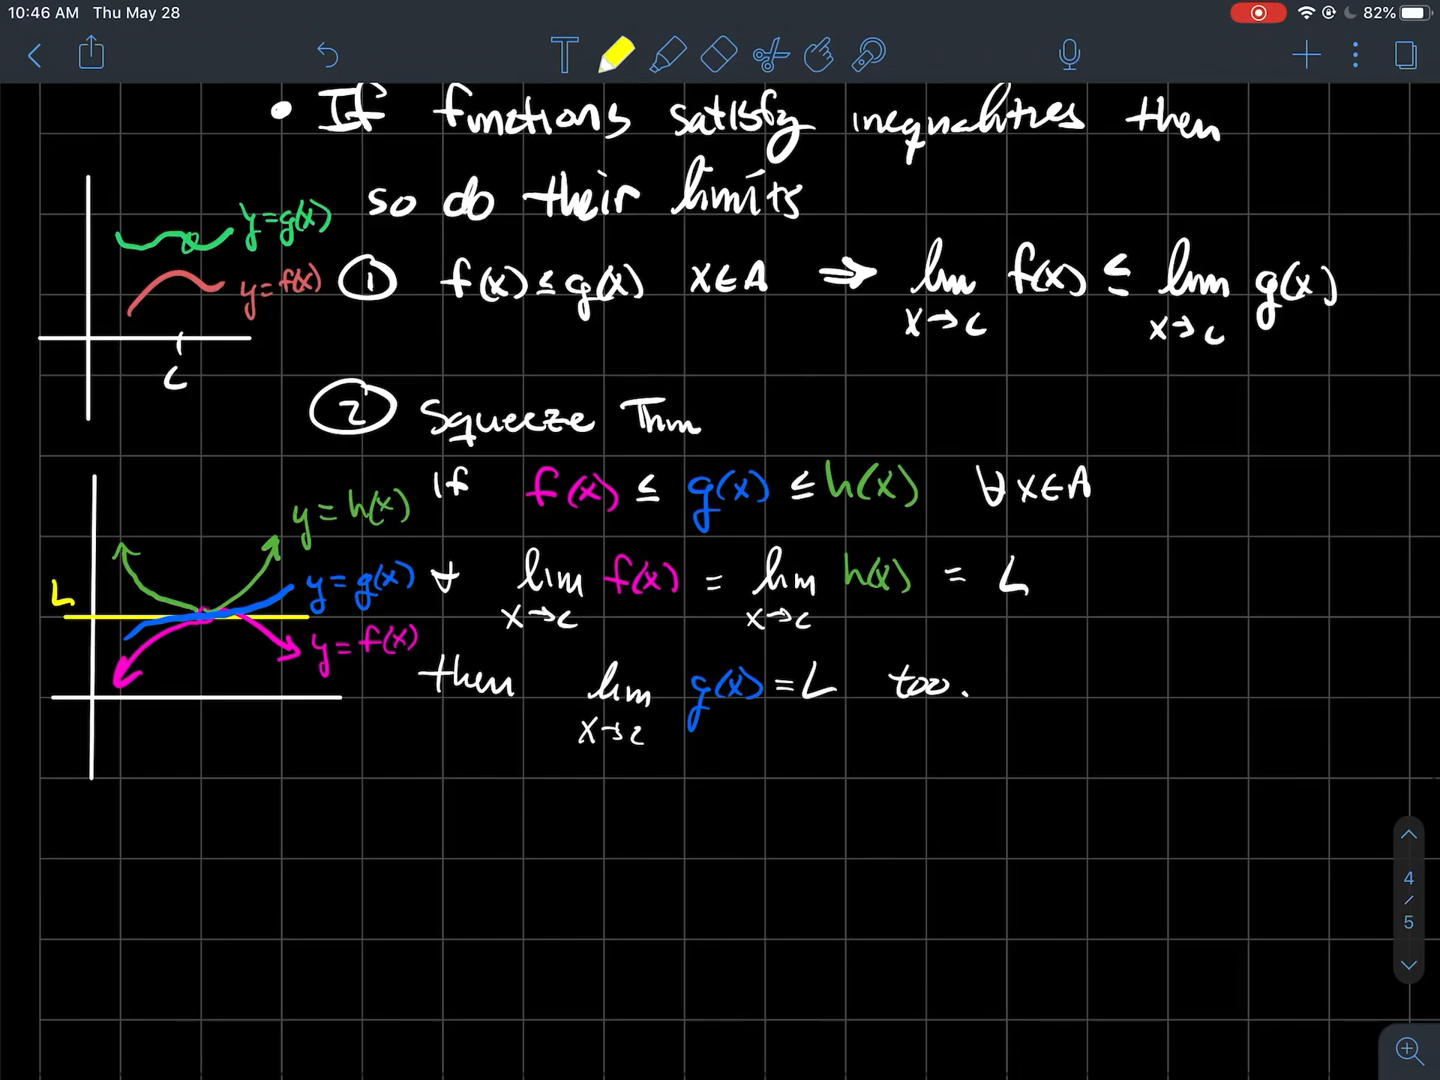 10:46 AM Thu May 28
82%
T
• If functions satisfy inequalities then
so do their limits
y=g(x)
y=f(x)
c
① f(x)≤g(x) x∈A ⇒ lim x→c f(x) ≤ lim x→c g(x)
② Squeeze Thm
If f(x) ≤ g(x) ≤ h(x) ∀x∈A
y=h(x)
y=g(x)
y=f(x)
L
& lim x→c f(x) = lim x→c h(x) = L
then lim x→c g(x)=L too.
4
/
5